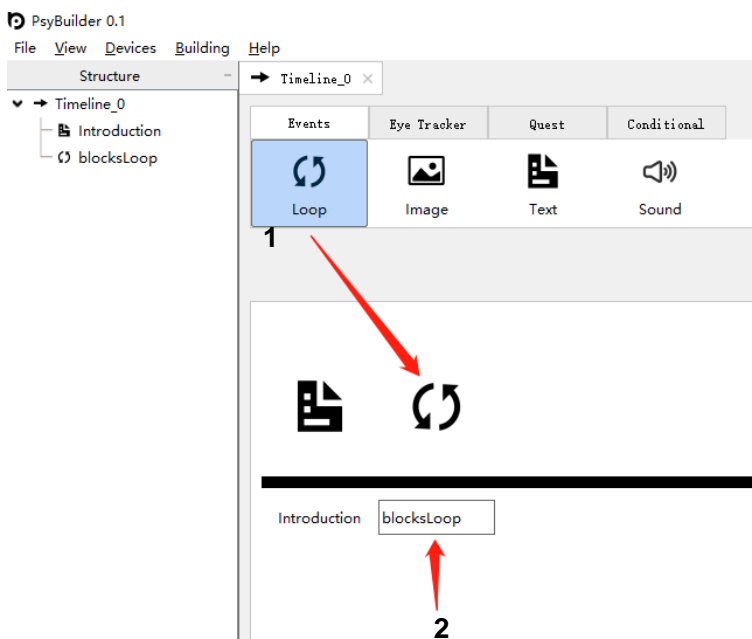 PsyBuilder 0.1
File View Devices Building Help
Structure
Timeline_0
Timeline_0
Introduction
blocksLoop
Events Eye Tracker Quest Conditional
Loop Image Text Sound
1
Introduction blocksLoop
2